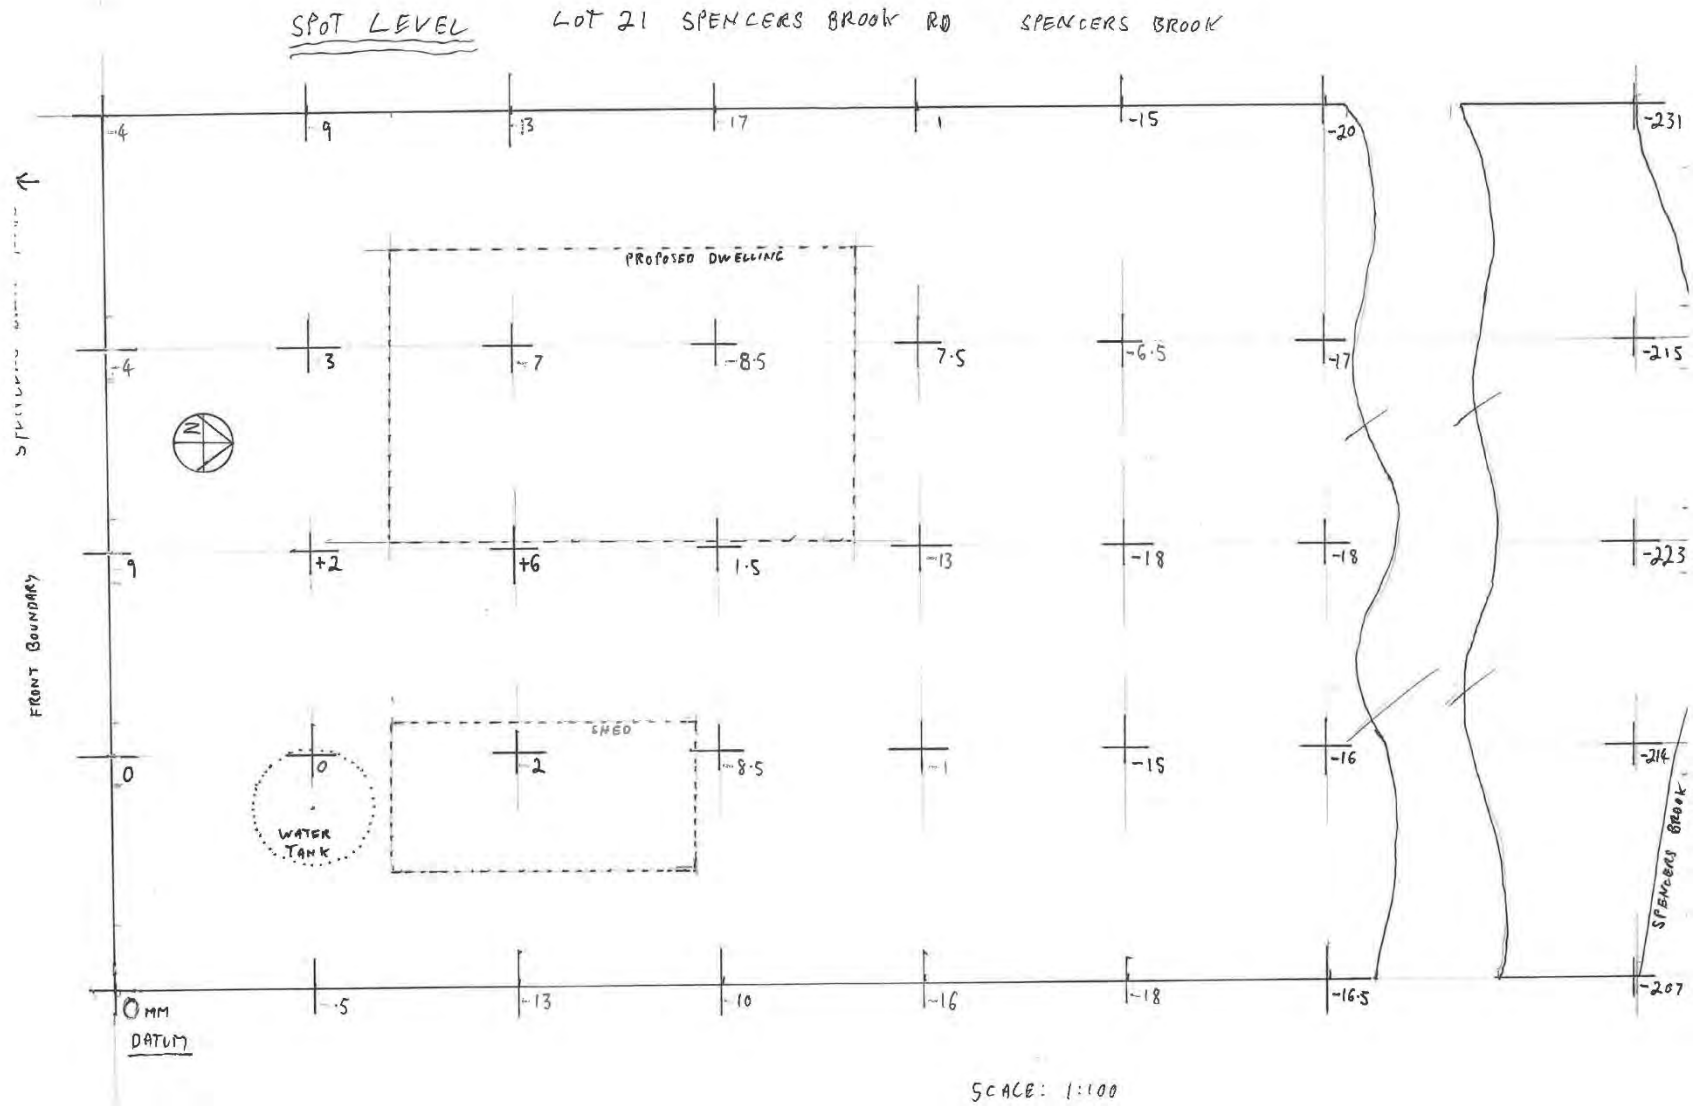 SPOT LEVEL LOT 21 SPENCERS BROOK RD SPENCERS BROOK
-4 -9 -13 -17 -1 -15 -20 -231
PROPOSED DWELLING
-4 3 -7 -8.5 7.5 -6.5 -17 -215
N
9 +2 +6 1.5 -13 -18 -18 -223
FRONT BOUNDARY
SHED
0 0 -2 -8.5 -1 -15 -16 -214
WATER
TANK
SPENCERS BROOK
0 MM -.5 -13 -10 -16 -18 -16.5 -207
DATUM
SCALE: 1:100